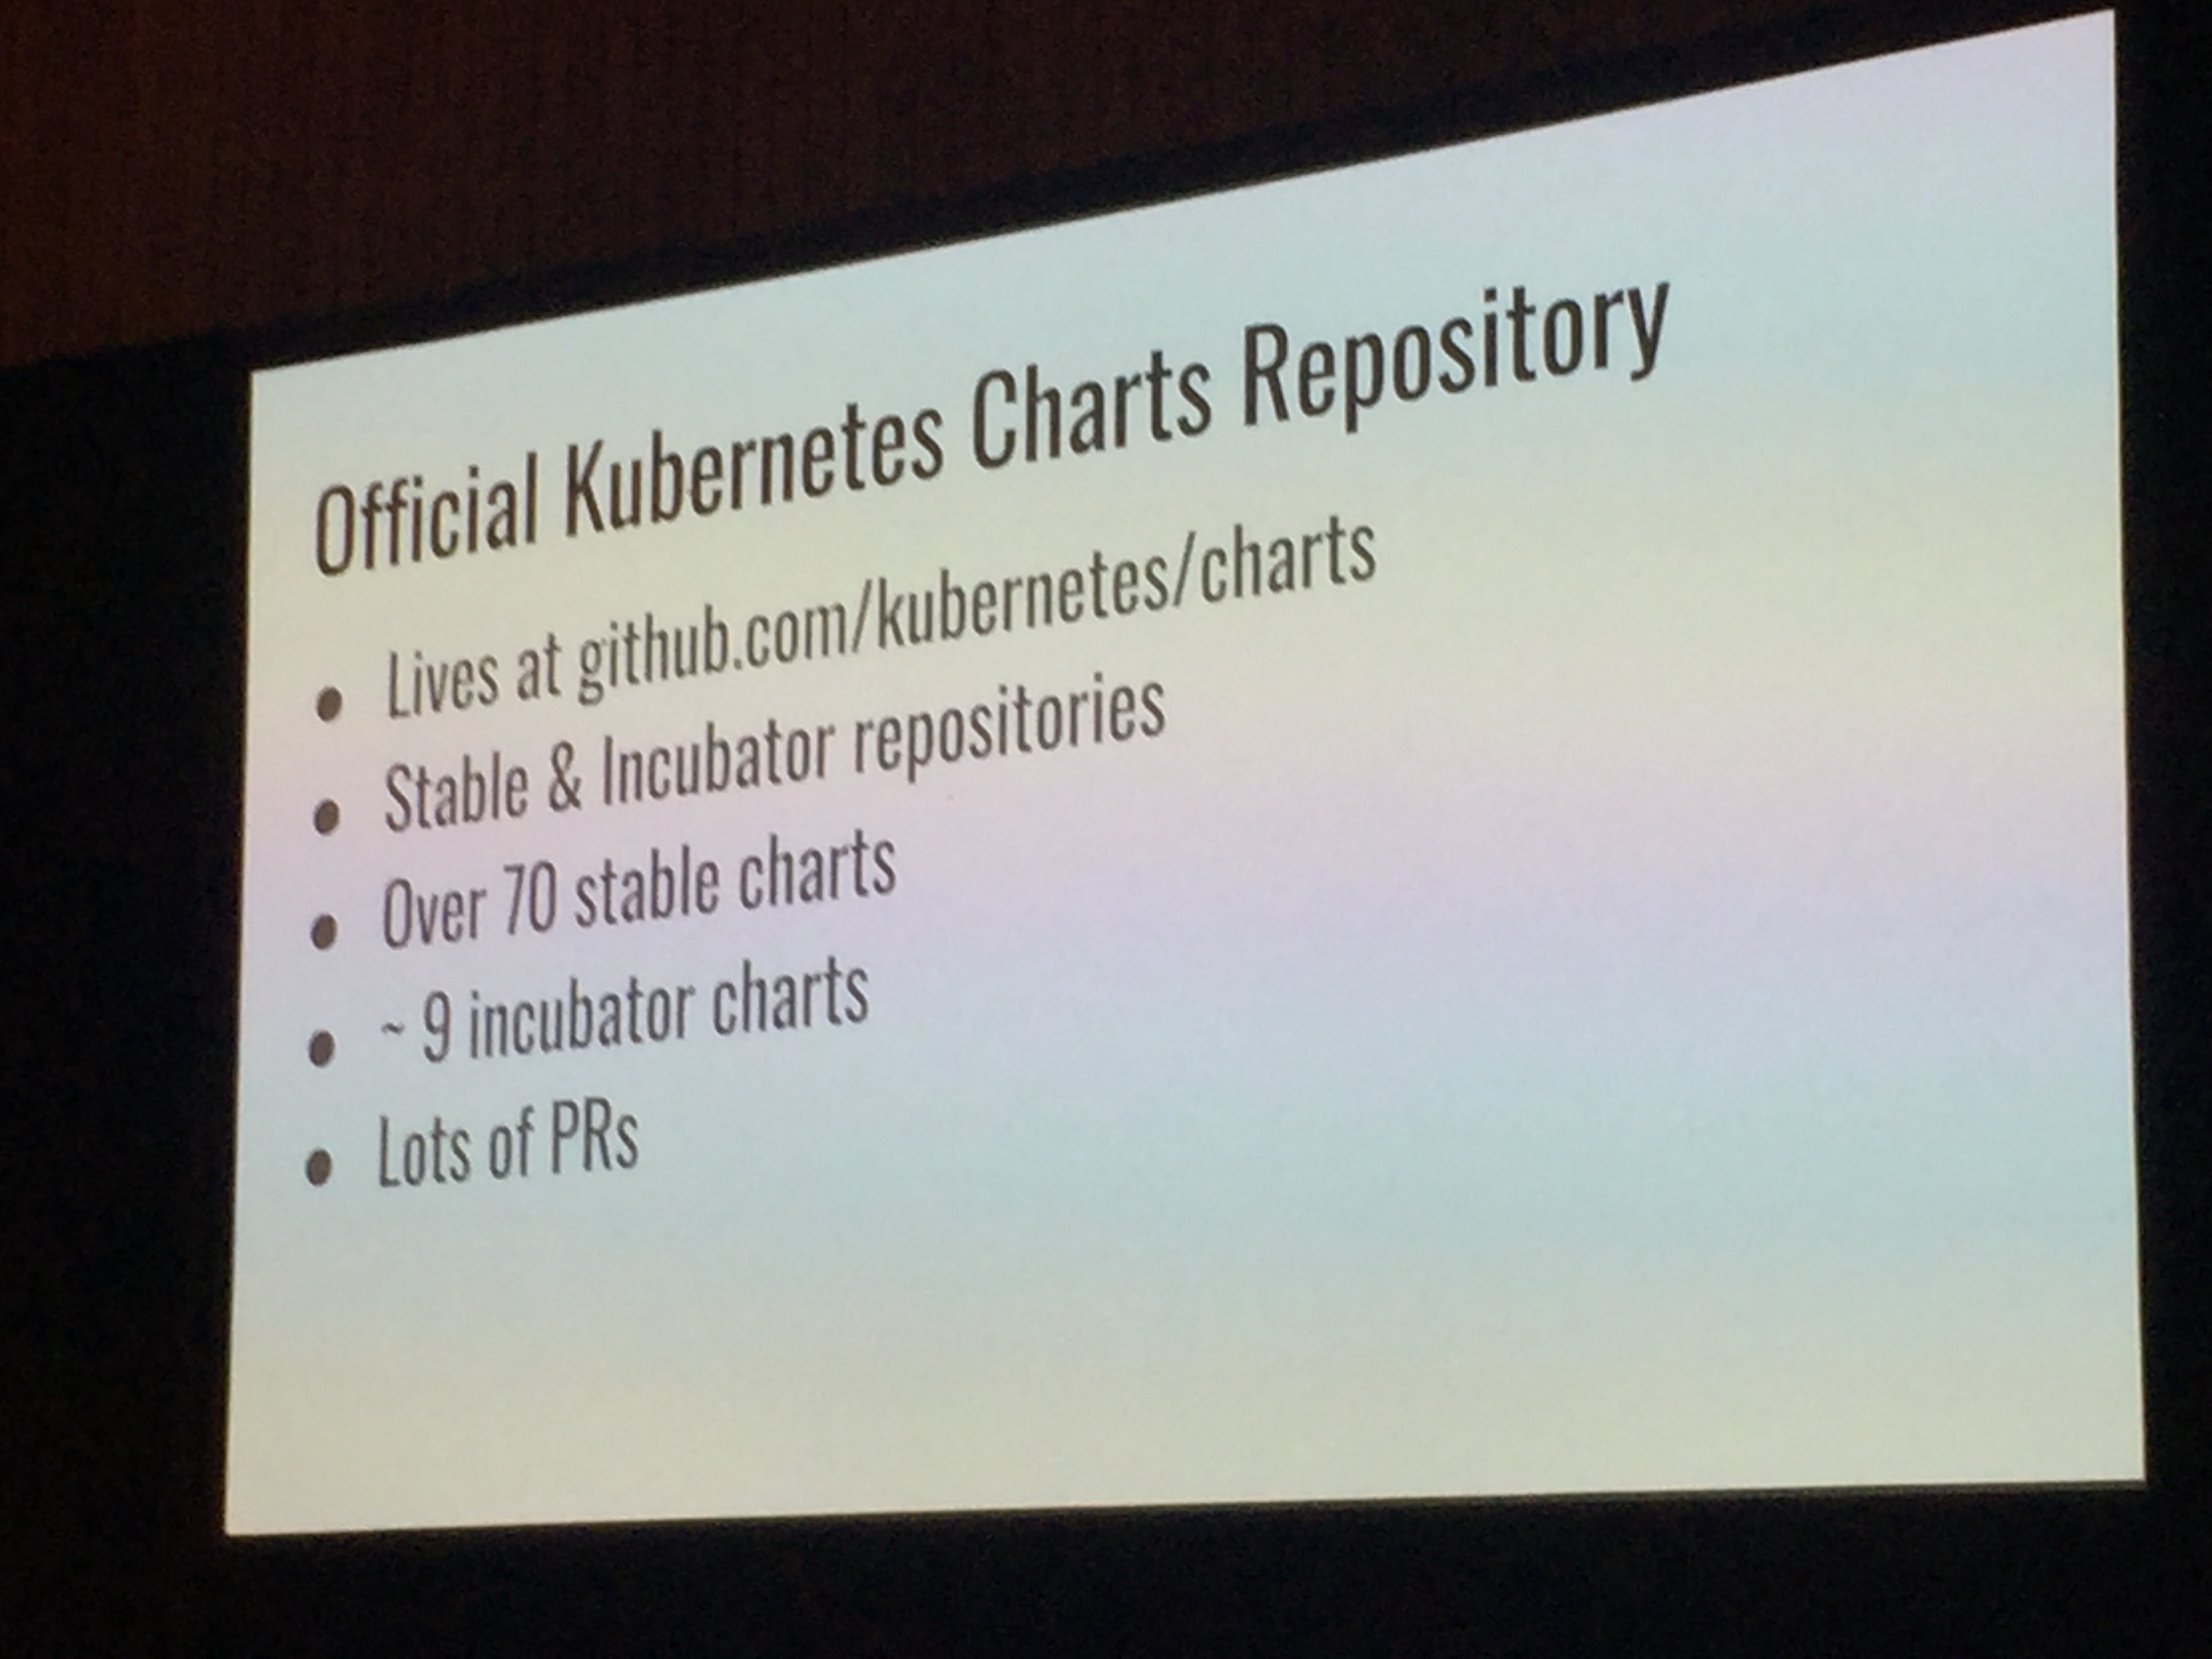 Official Kubernetes Charts Repository
• Lives at github.com/kubernetes/charts
• Stable & Incubator repositories
• Over 70 stable charts
• ~ 9 incubator charts
• Lots of PRs